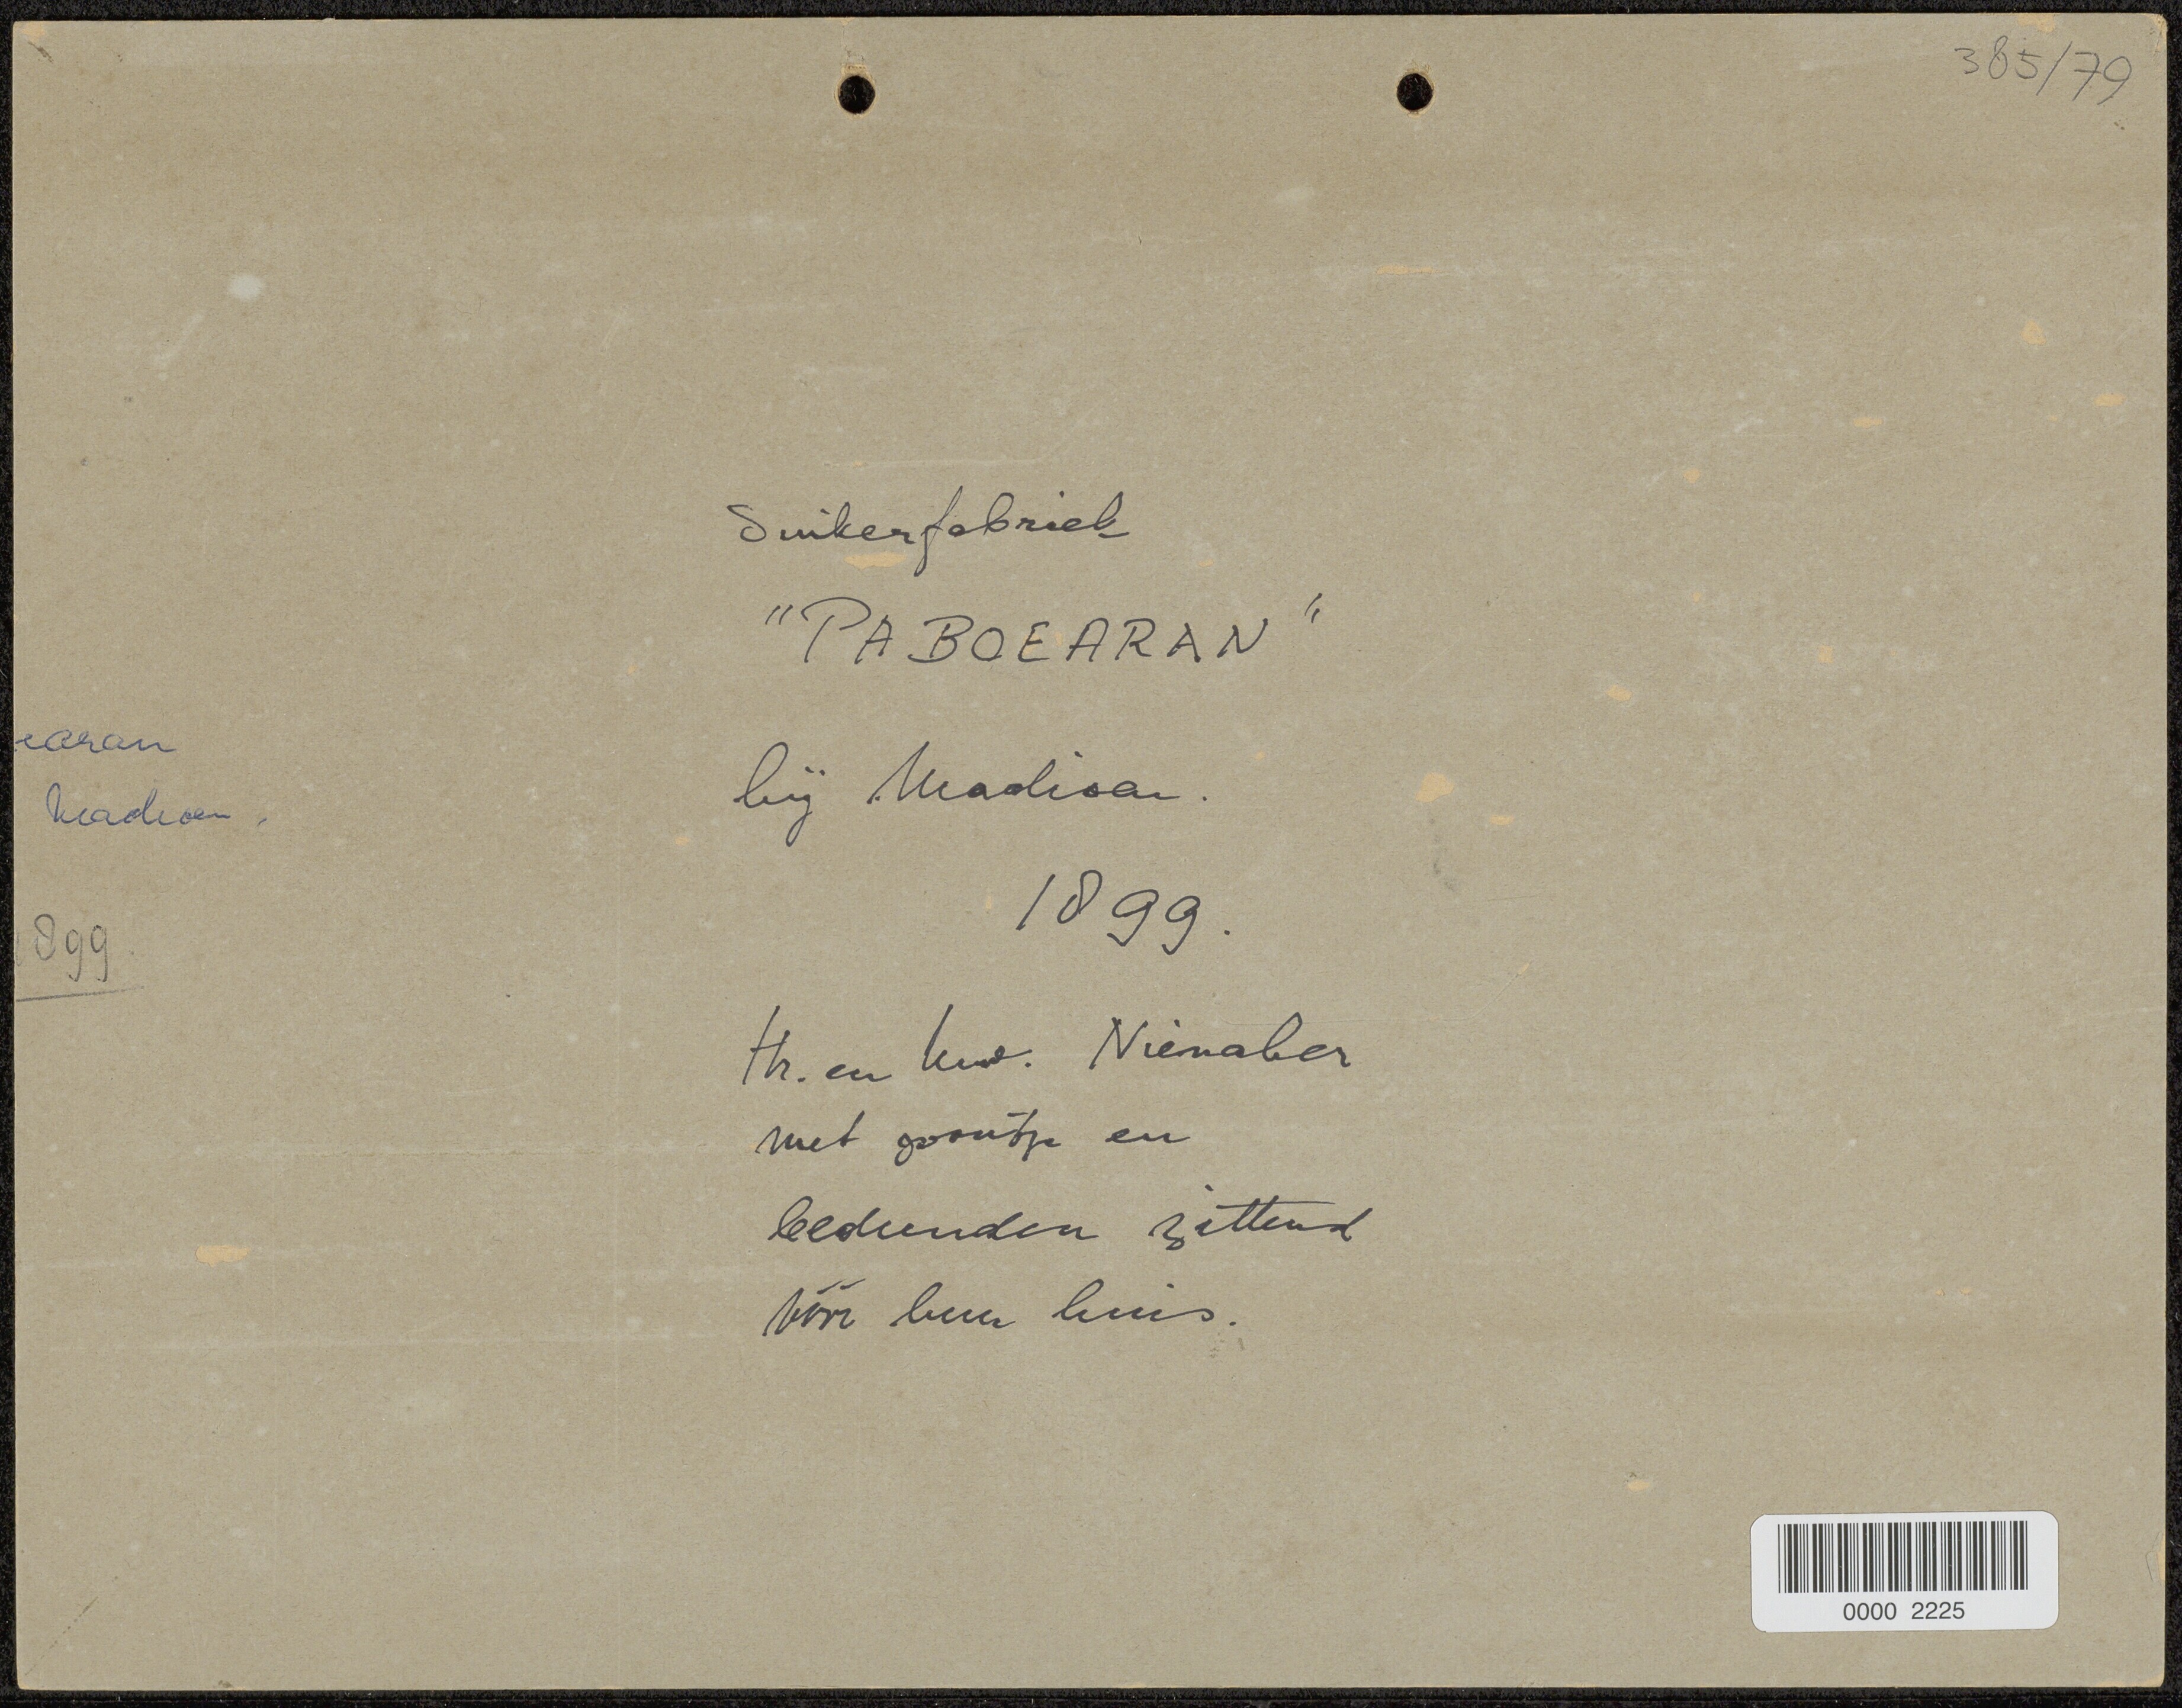 385/79
Suikerfabriek
"PABOEARAN"
bij Madioen.
1899.
Hr. en Mw. Nienaber
met zoontje en
bedienden zittend
vóór hun huis.
earan
Madioen.
899.
0000 2225